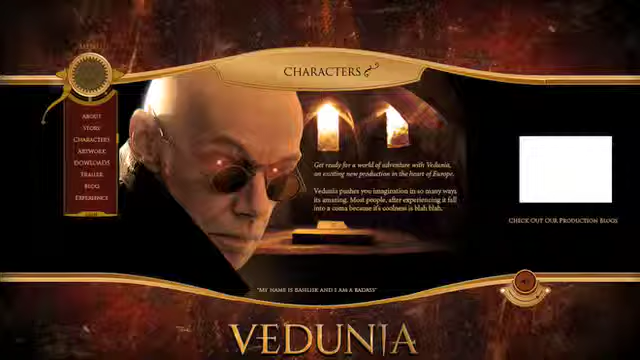 MENU
CHARACTERS
ABOUT
STORY
CHARACTERS
ARTWORK
DOWLOADS
TRAILER
BLOG
EXPERIENCE
Get ready for a world of adventure with Vedunia,
an exciting new production in the heart of Europe.
Vedunia pushes you imagination in so many ways
its amazing. Most people, after experiencing it fall
into a coma because it's coolness is blah blah.
CHECK OUT OUR PRODUCTION BLOGS
"MY NAME IS BASILISK AND I AM A BADASS"
VEDUNIA